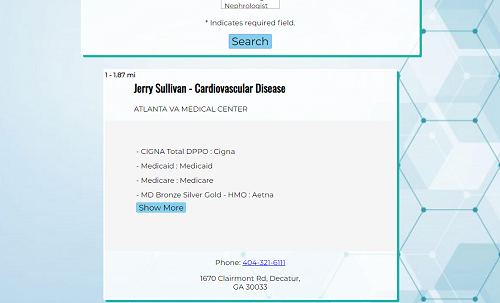 Nephrologist
* Indicates required field.
Search
1 - 1.87 mi
Jerry Sullivan - Cardiovascular Disease
ATLANTA VA MEDICAL CENTER
- CIGNA Total DPPO : Cigna
- Medicaid : Medicaid
- Medicare : Medicare
- MD Bronze Silver Gold - HMO : Aetna
Show More
Phone: 404-321-6111
1670 Clairmont Rd, Decatur,
GA 30033